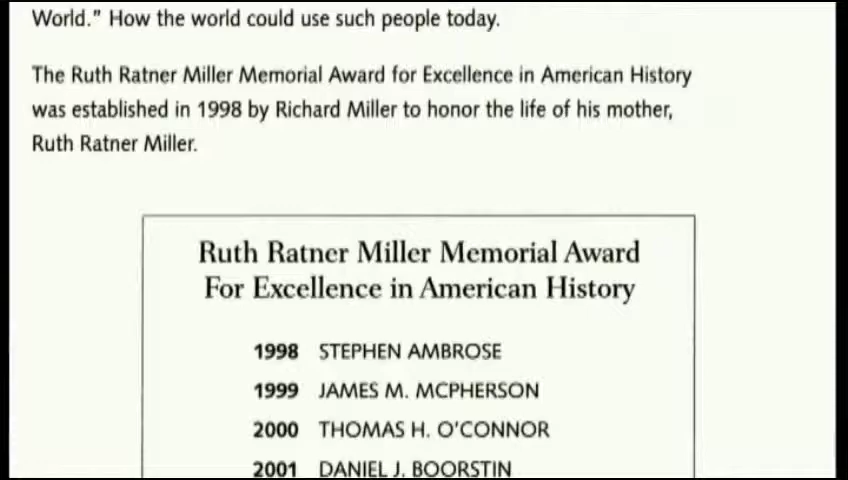 World.” How the world could use such people today.
The Ruth Ratner Miller Memorial Award for Excellence in American History
was established in 1998 by Richard Miller to honor the life of his mother,
Ruth Ratner Miller.
Ruth Ratner Miller Memorial Award
For Excellence in American History
1998 STEPHEN AMBROSE
1999 JAMES M. MCPHERSON
2000 THOMAS H. O'CONNOR
2001 DANIEL J. BOORSTIN